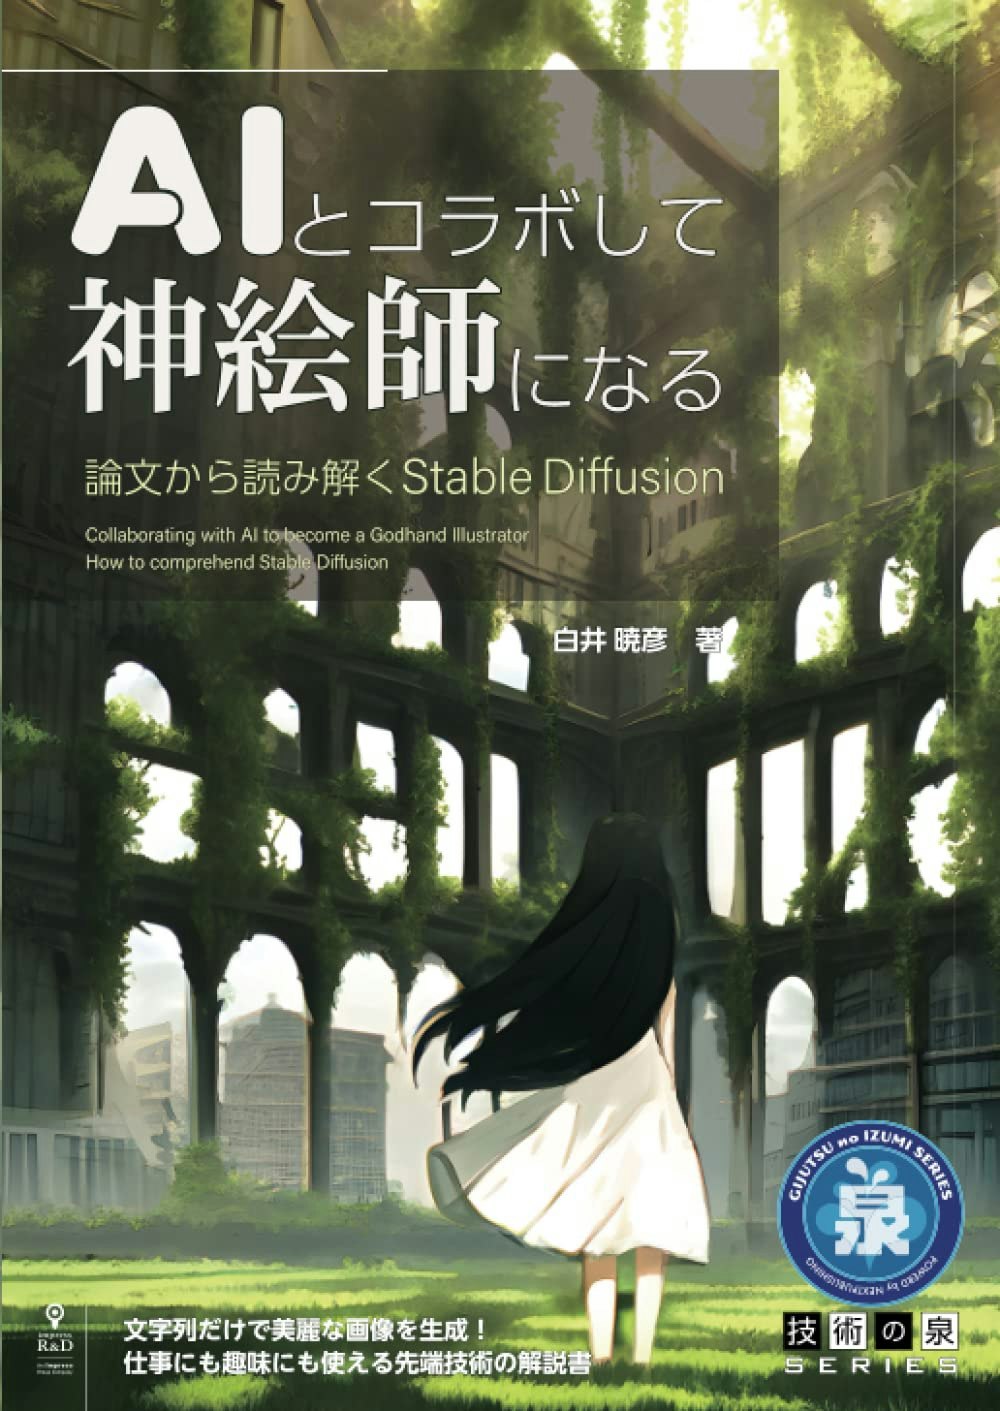 AIとコラボして
神絵師になる
論文から読み解くStable Diffusion
Collaborating with AI to become a Godhand Illustrator
How to comprehend Stable Diffusion
白井 暁彦　著
GIJUTSU no IZUMI SERIES
泉
POWERED by NEXTPUBLISHING
技術の泉
SERIES
impress
R&D
文字列だけで美麗な画像を生成！
仕事にも趣味にも使える先端技術の解説書